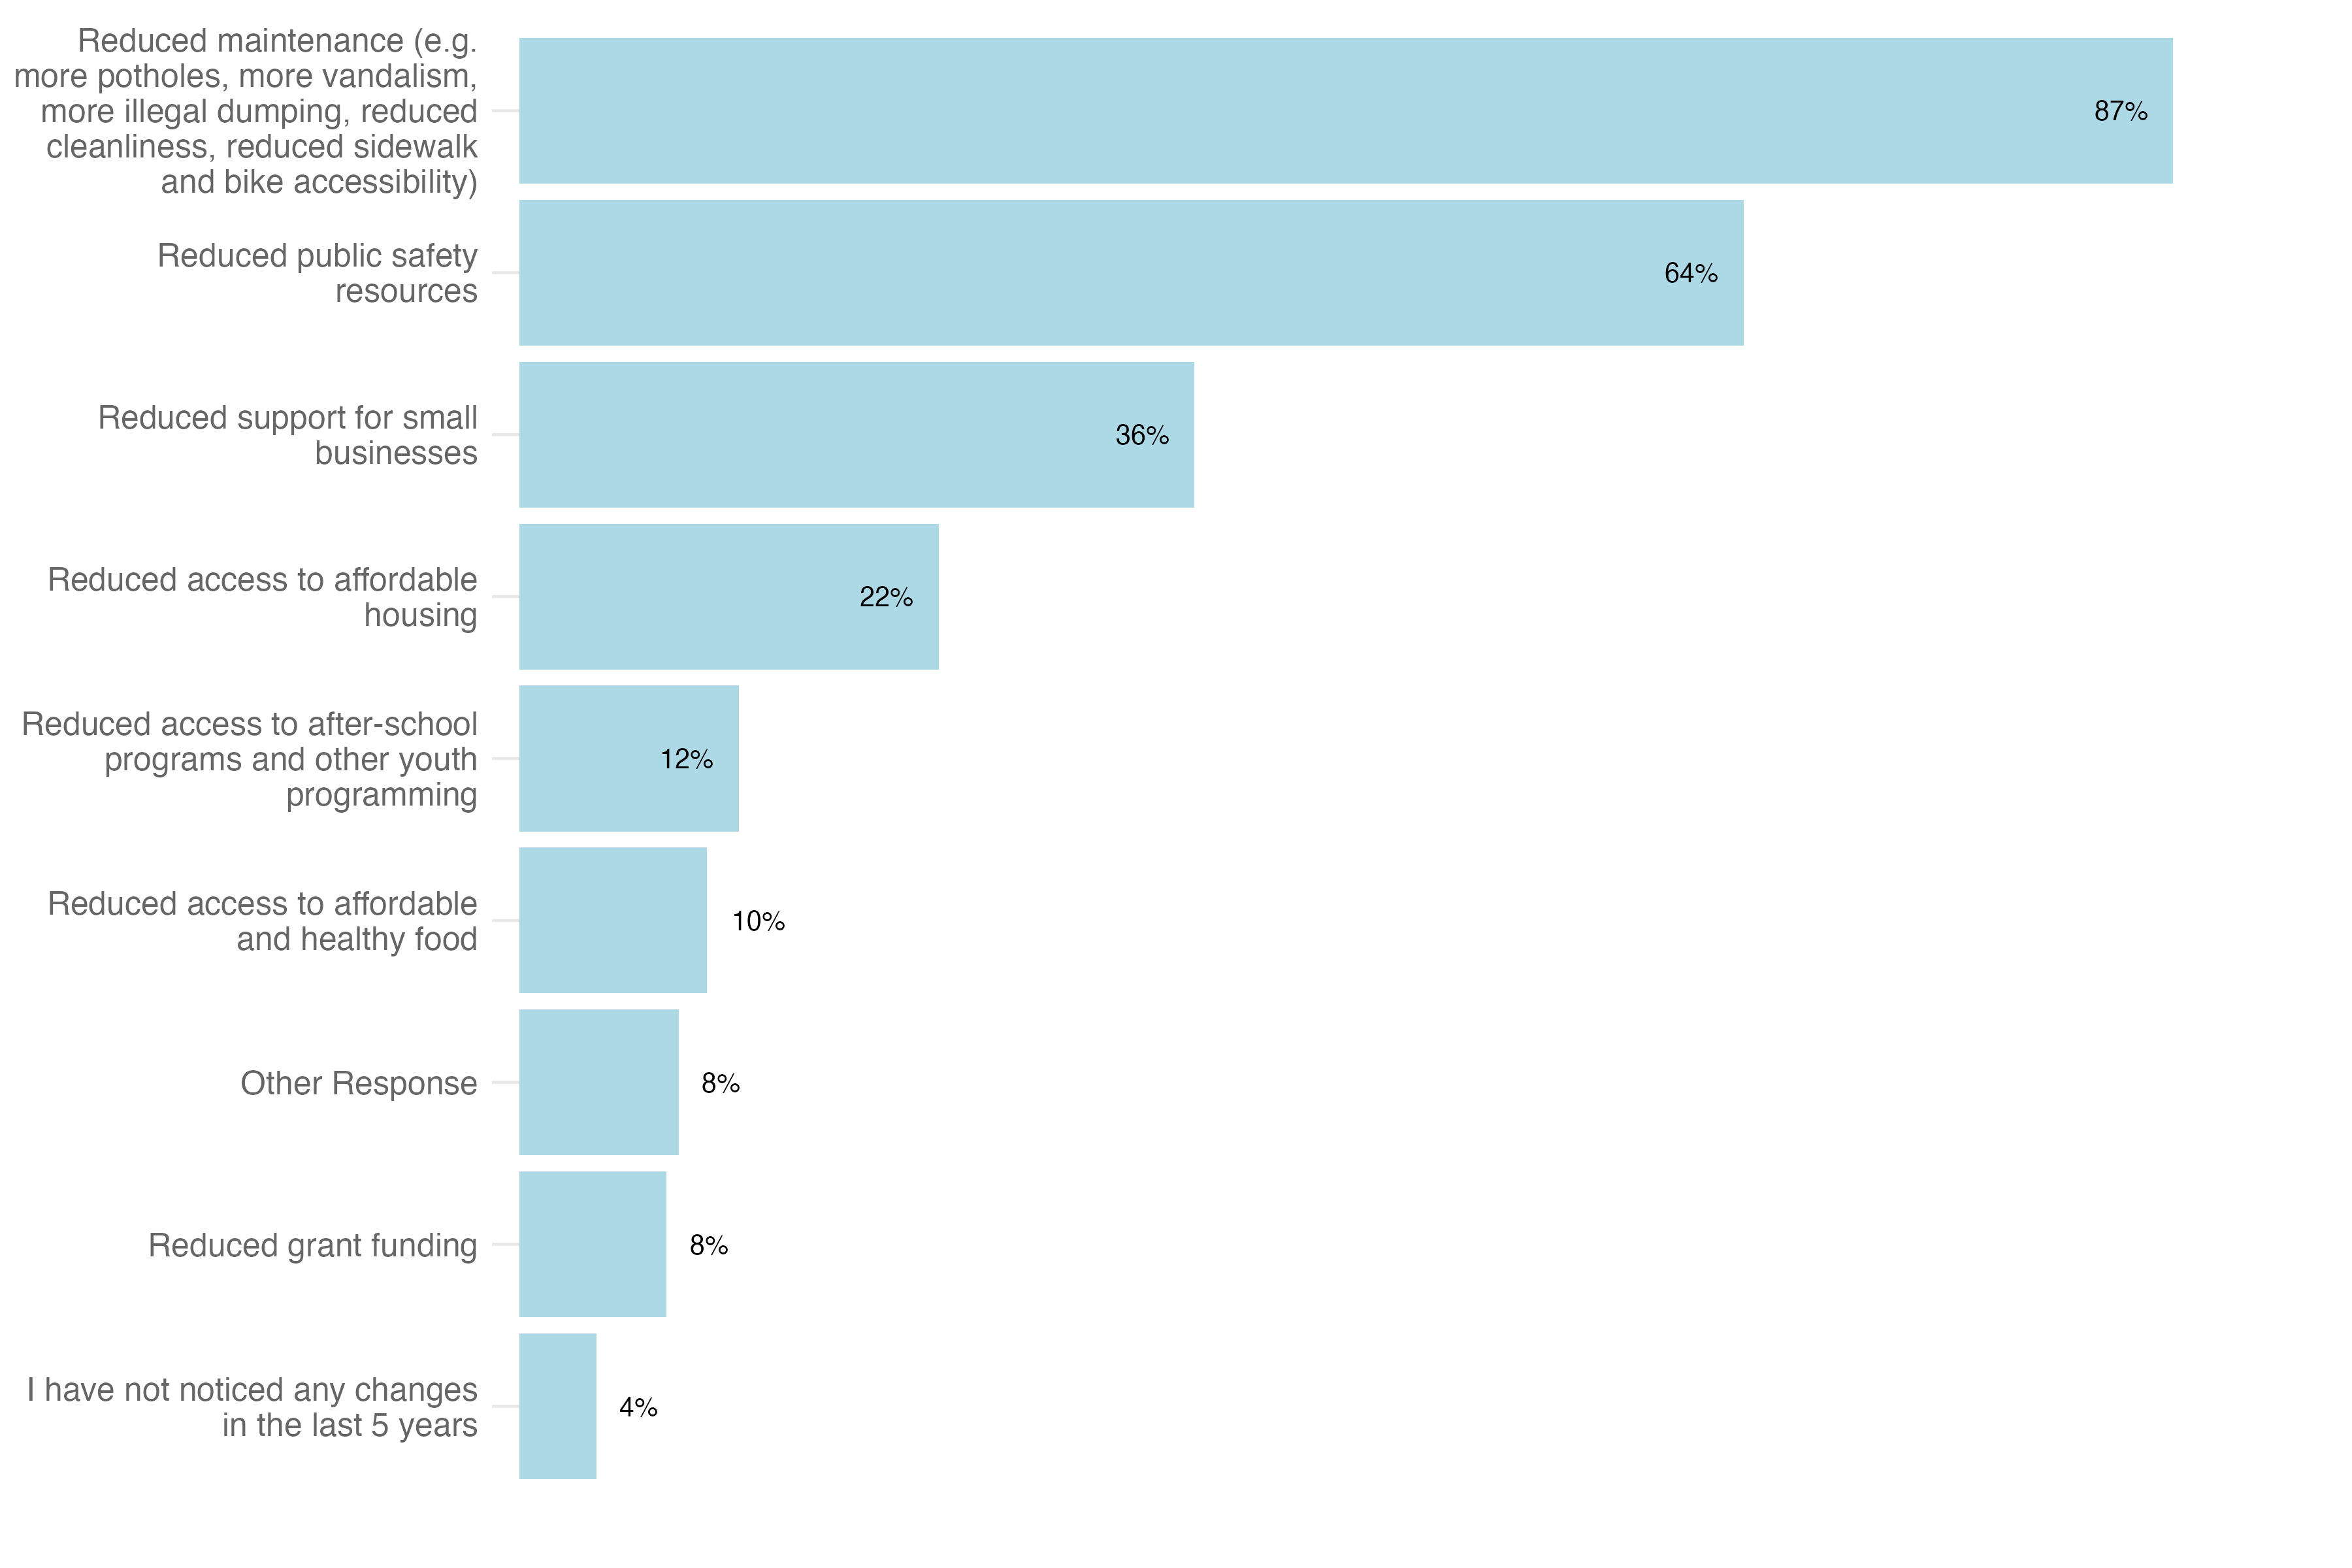 Reduced maintenance (e.g.
more potholes, more vandalism,
more illegal dumping, reduced
cleanliness, reduced sidewalk
and bike accessibility)
87%
Reduced public safety
resources
64%
Reduced support for small
businesses
36%
Reduced access to affordable
housing
22%
Reduced access to after-school
programs and other youth
programming
12%
Reduced access to affordable
and healthy food
10%
Other Response
8%
Reduced grant funding
8%
I have not noticed any changes
in the last 5 years
4%